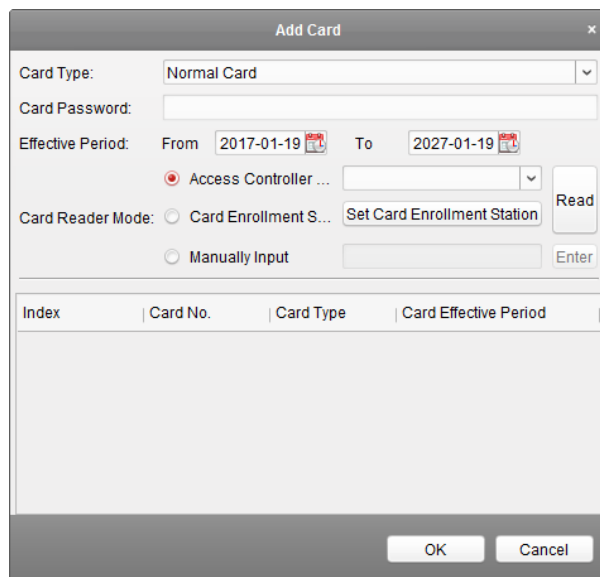 Add Card ×
Card Type: Normal Card
Card Password:
Effective Period: From 2017-01-19 To 2027-01-19
Access Controller ...
Card Reader Mode: Card Enrollment S... Set Card Enrollment Station Read
Manually Input Enter
Index Card No. Card Type Card Effective Period
OK Cancel